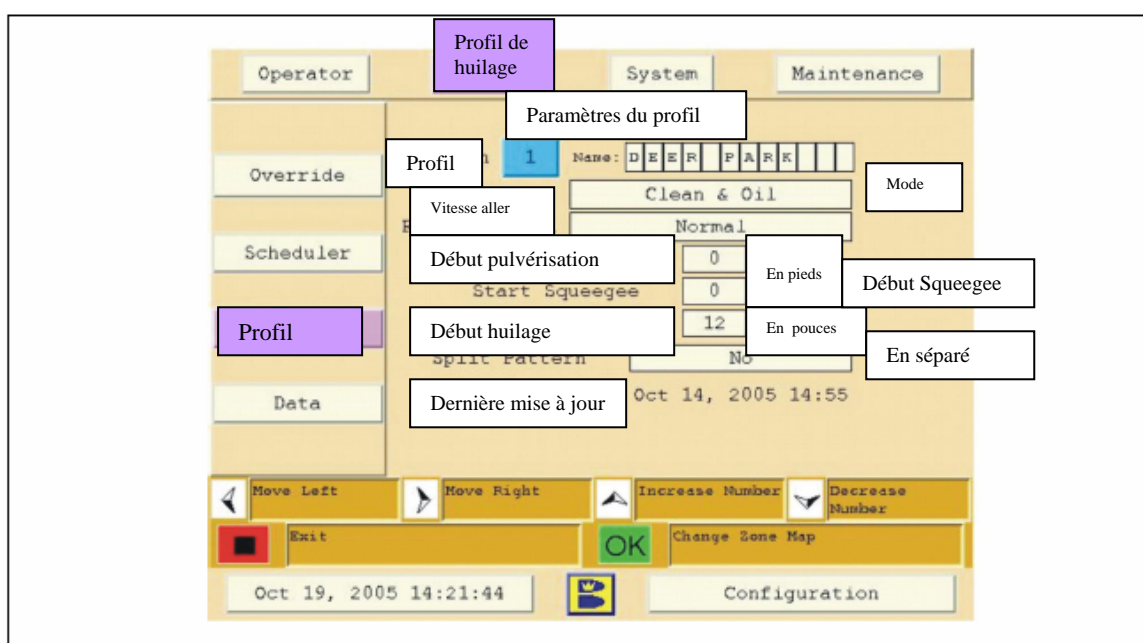 Profil de
huilage
Operator
System
Maintenance
Paramètres du profil
Profil
1
Name: DEER PARK
Override
Clean & Oil
Mode
Vitesse aller
Normal
Scheduler
Début pulvérisation
0
En pieds
Début Squeegee
Start Squeegee
0
Profil
Début huilage
12
En pouces
En séparé
Split Pattern
No
Data
Dernière mise à jour
Oct 14, 2005 14:55
Move Left
Move Right
Increase Number
Decrease
Number
Exit
OK
Change Zone Map
Oct 19, 2005 14:21:44
Configuration